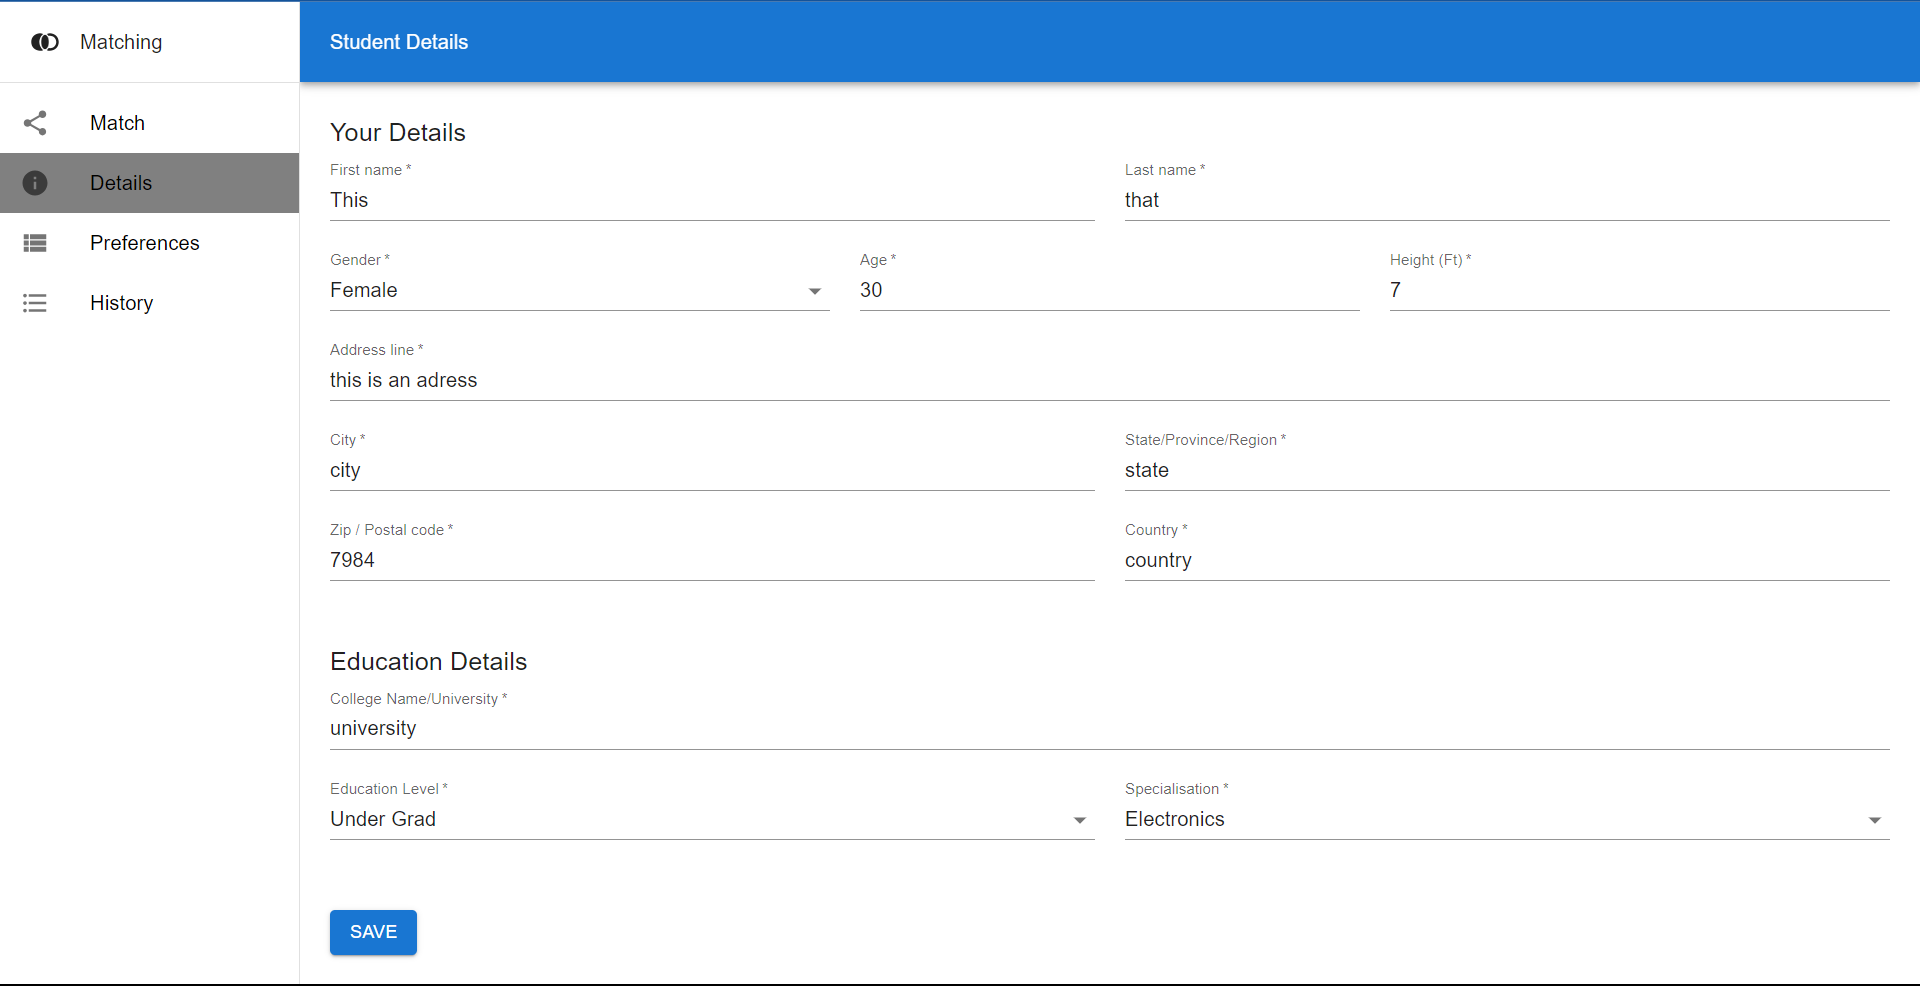 Matching
Student Details
Match
Details
Preferences
History
Your Details
First name *
Last name *
This
that
Gender *
Age *
Height (Ft) *
Female
30
7
Address line *
this is an adress
City *
State/Province/Region *
city
state
Zip / Postal code *
Country *
7984
country
Education Details
College Name/University *
university
Education Level *
Specialisation *
Under Grad
Electronics
SAVE